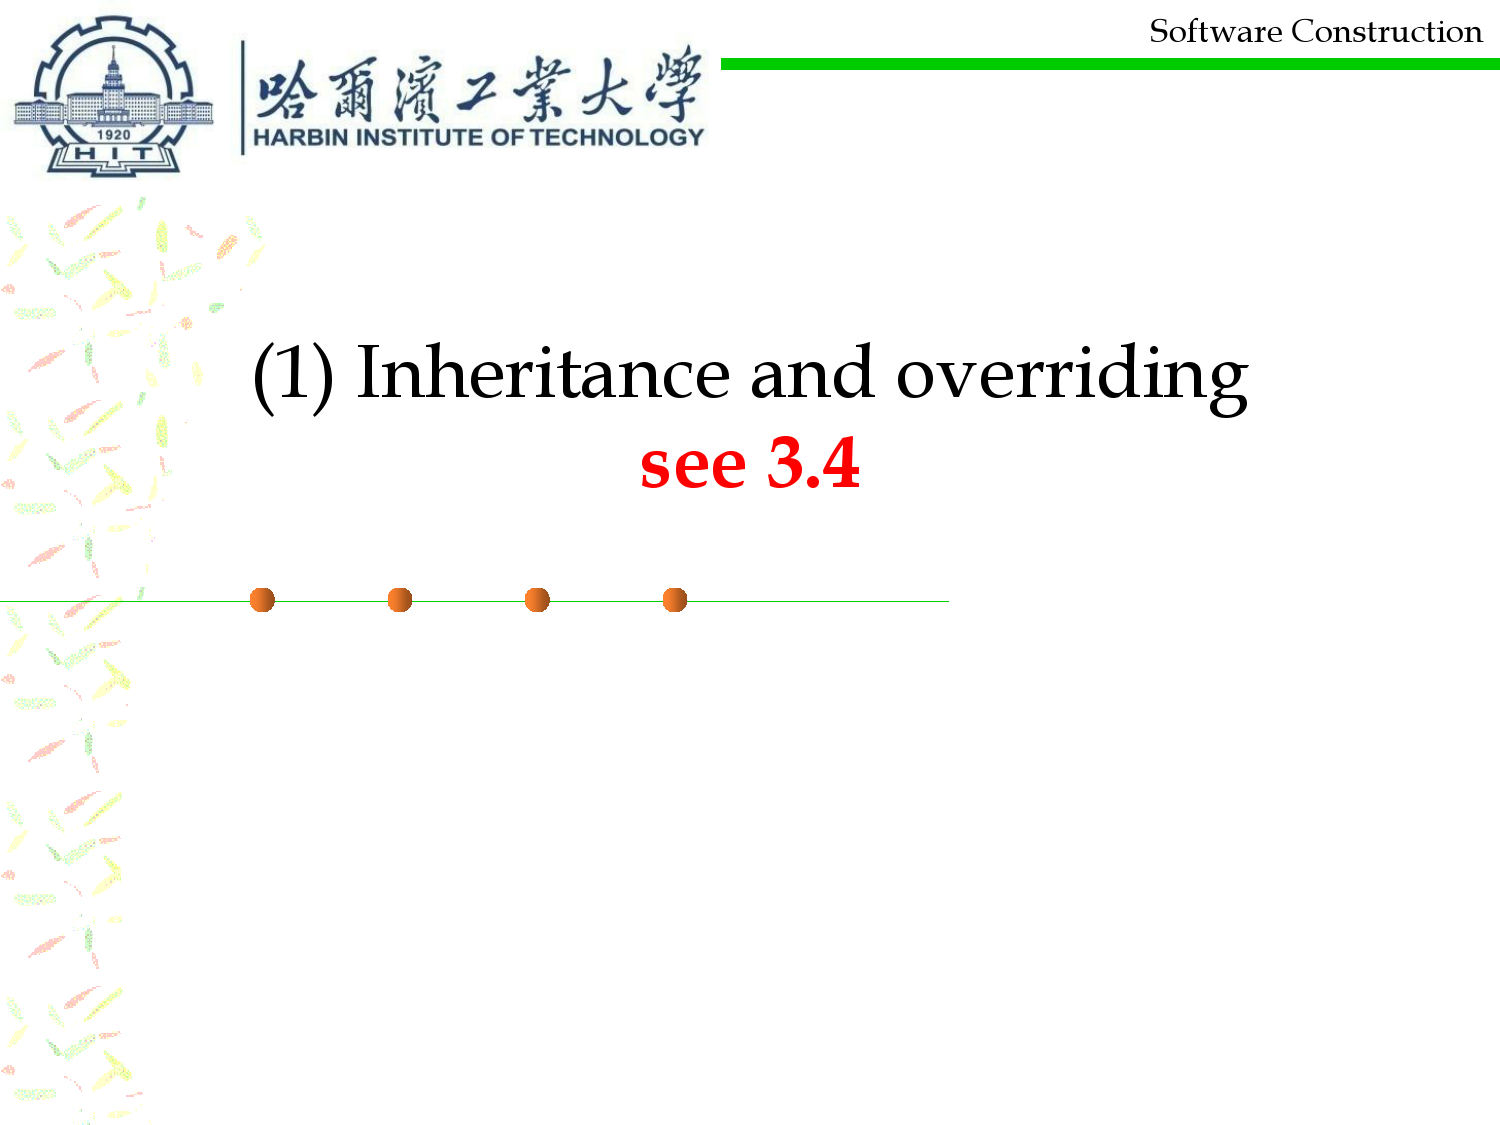 Software Construction
哈爾濱工業大學
HARBIN INSTITUTE OF TECHNOLOGY
1920
HIT
(1) Inheritance and overriding
see 3.4